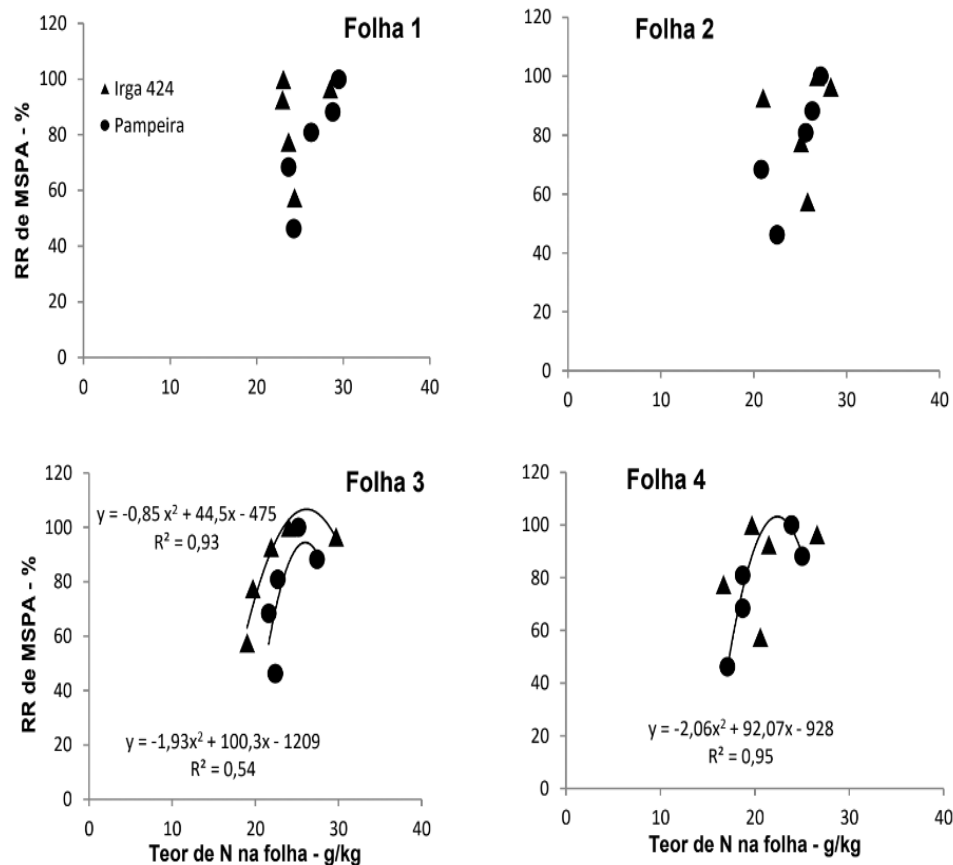 Folha 1
RR de MSPA - %
120
100
80
60
40
20
0
Irga 424
Pampeira
0 10 20 30 40
Folha 2
120
100
80
60
40
20
0
0 10 20 30 40
Folha 3
RR de MSPA - %
120
100
80
60
40
20
0
y = -0,85 x² + 44,5x - 475
R² = 0,93
y = -1,93x² + 100,3x - 1209
R² = 0,54
0 10 20 30 40
Teor de N na folha - g/kg
Folha 4
120
100
80
60
40
20
0
y = -2,06x² + 92,07x - 928
R² = 0,95
0 10 20 30 40
Teor de N na folha - g/kg